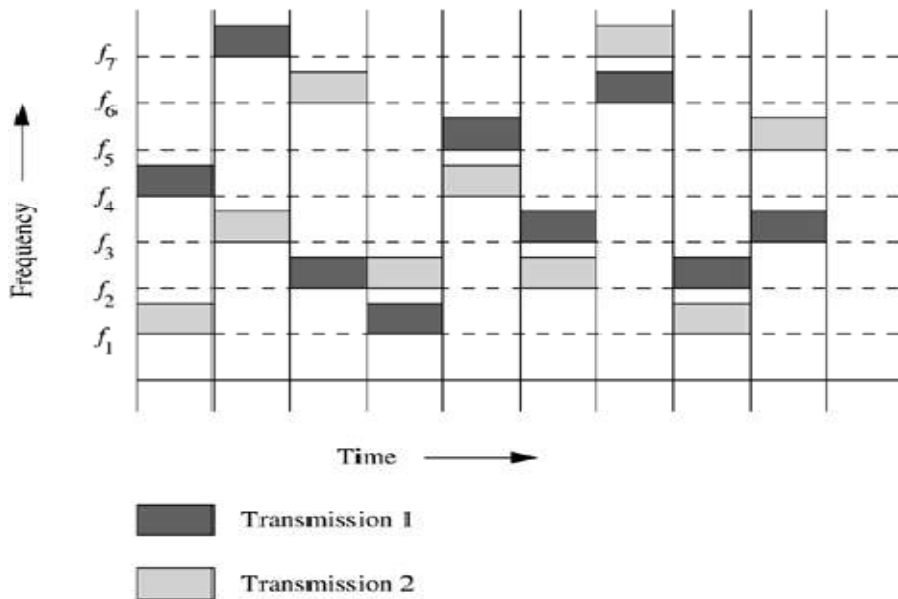 f7
f6
f5
f4
f3
f2
f1
Frequency
Time
Transmission 1
Transmission 2